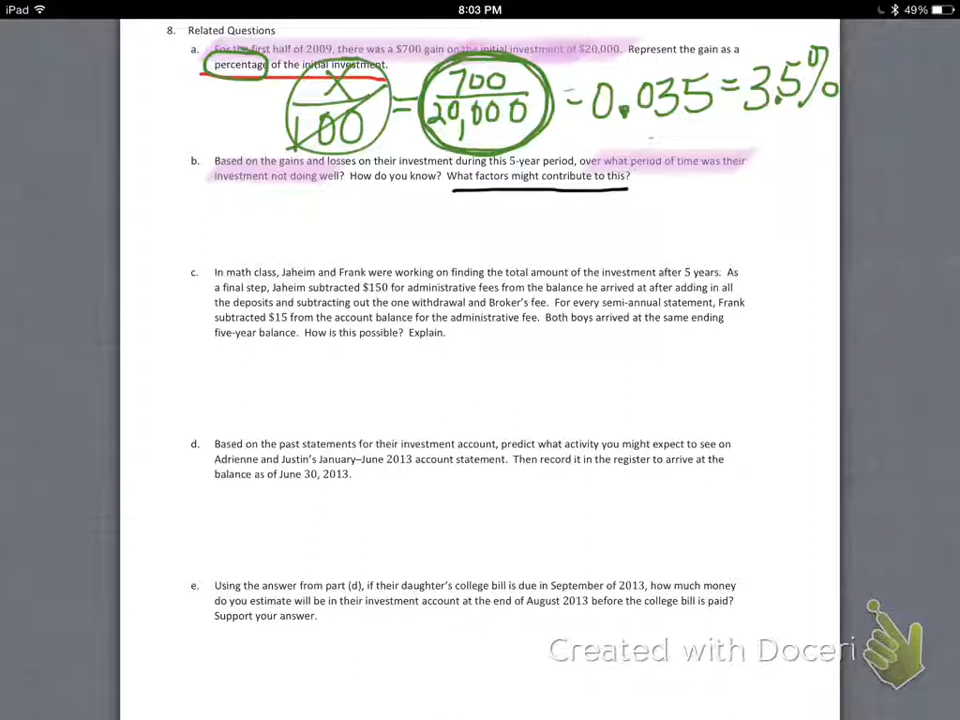 iPad 8:03 PM 49%
8. Related Questions
a. For the first half of 2009, there was a $700 gain on the initial investment of $20,000. Represent the gain as a
percentage of the initial investment.
x/100 = 700/20,000 = 0.035 = 3.5%
b. Based on the gains and losses on their investment during this 5-year period, over what period of time was their
investment not doing well? How do you know? What factors might contribute to this?
c. In math class, Jaheim and Frank were working on finding the total amount of the investment after 5 years. As
a final step, Jaheim subtracted $150 for administrative fees from the balance he arrived at after adding in all
the deposits and subtracting out the one withdrawal and Broker's fee. For every semi-annual statement, Frank
subtracted $15 from the account balance for the administrative fee. Both boys arrived at the same ending
five-year balance. How is this possible? Explain.
d. Based on the past statements for their investment account, predict what activity you might expect to see on
Adrienne and Justin's January–June 2013 account statement. Then record it in the register to arrive at the
balance as of June 30, 2013.
e. Using the answer from part (d), if their daughter's college bill is due in September of 2013, how much money
do you estimate will be in their investment account at the end of August 2013 before the college bill is paid?
Support your answer.
Created with Doceri